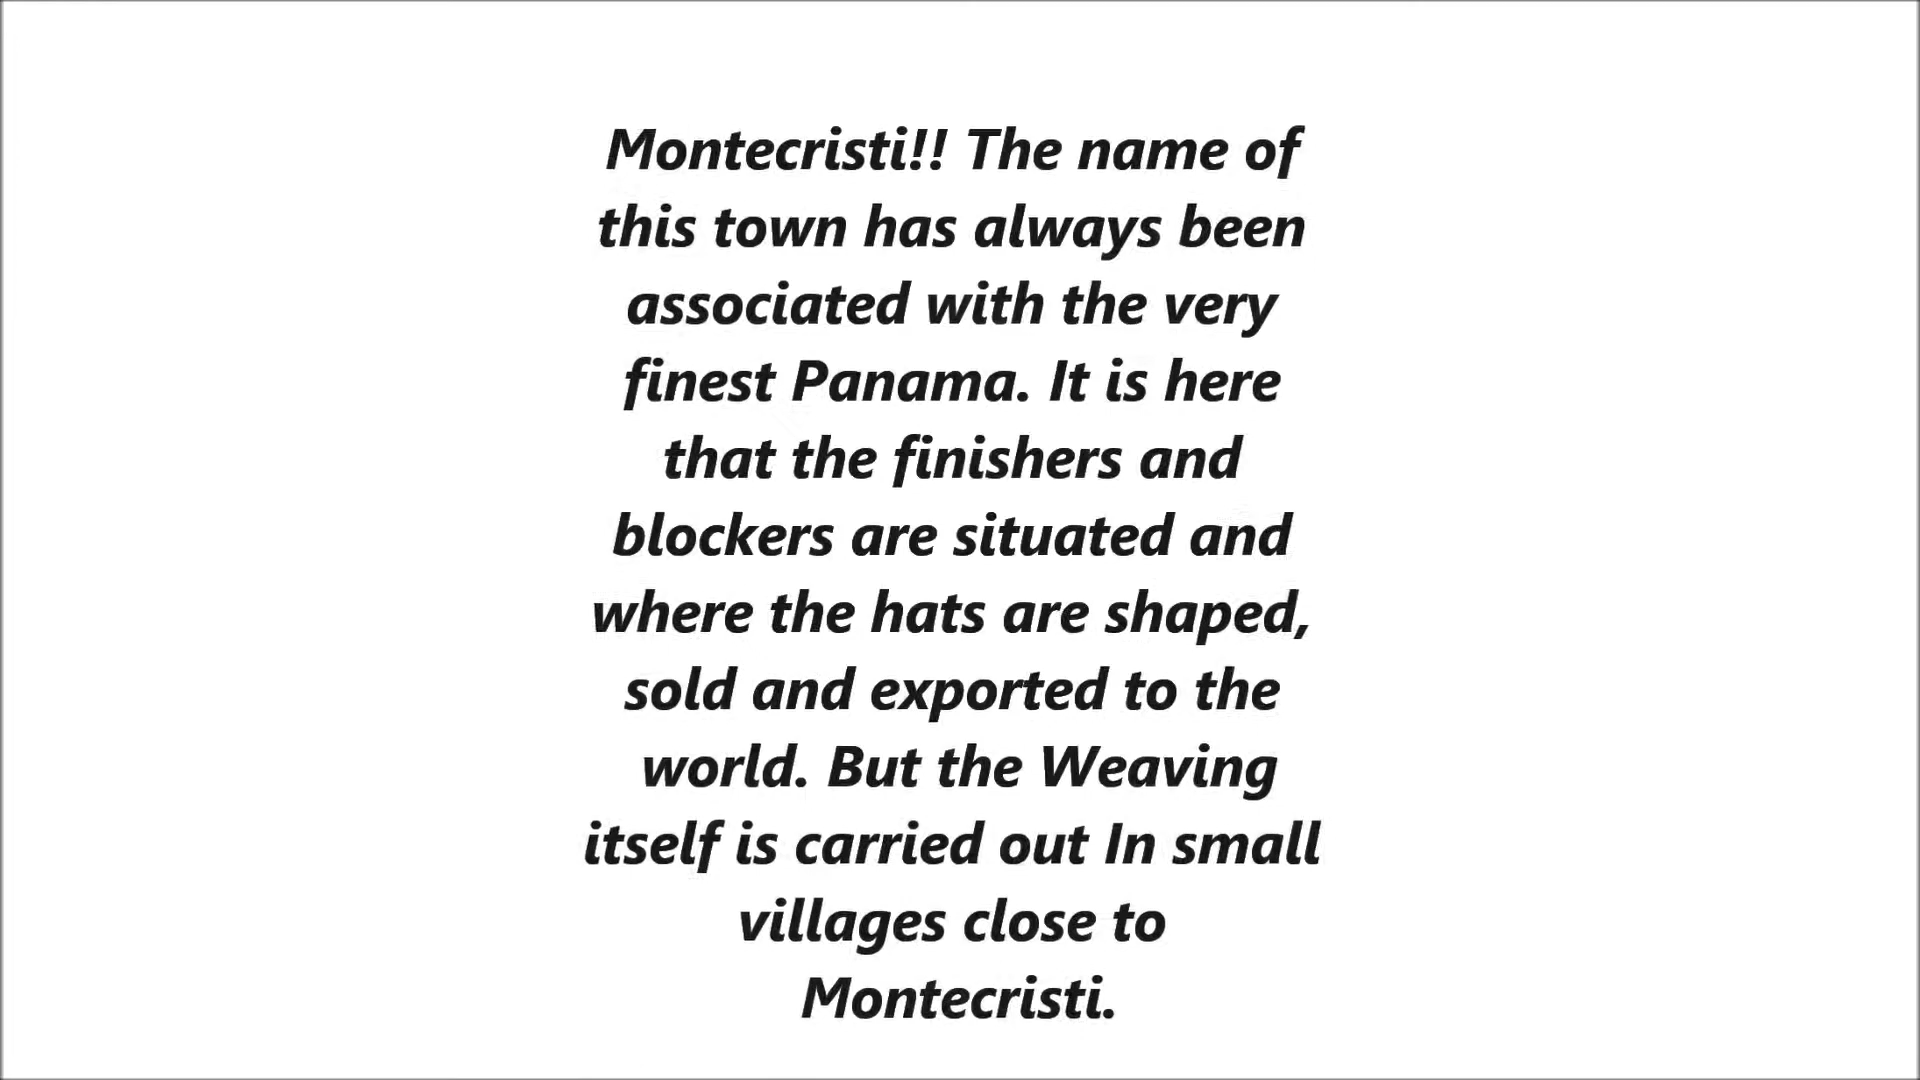 Montecristi!! The name of
this town has always been
associated with the very
finest Panama. It is here
that the finishers and
blockers are situated and
where the hats are shaped,
sold and exported to the
world. But the Weaving
itself is carried out In small
villages close to
Montecristi.